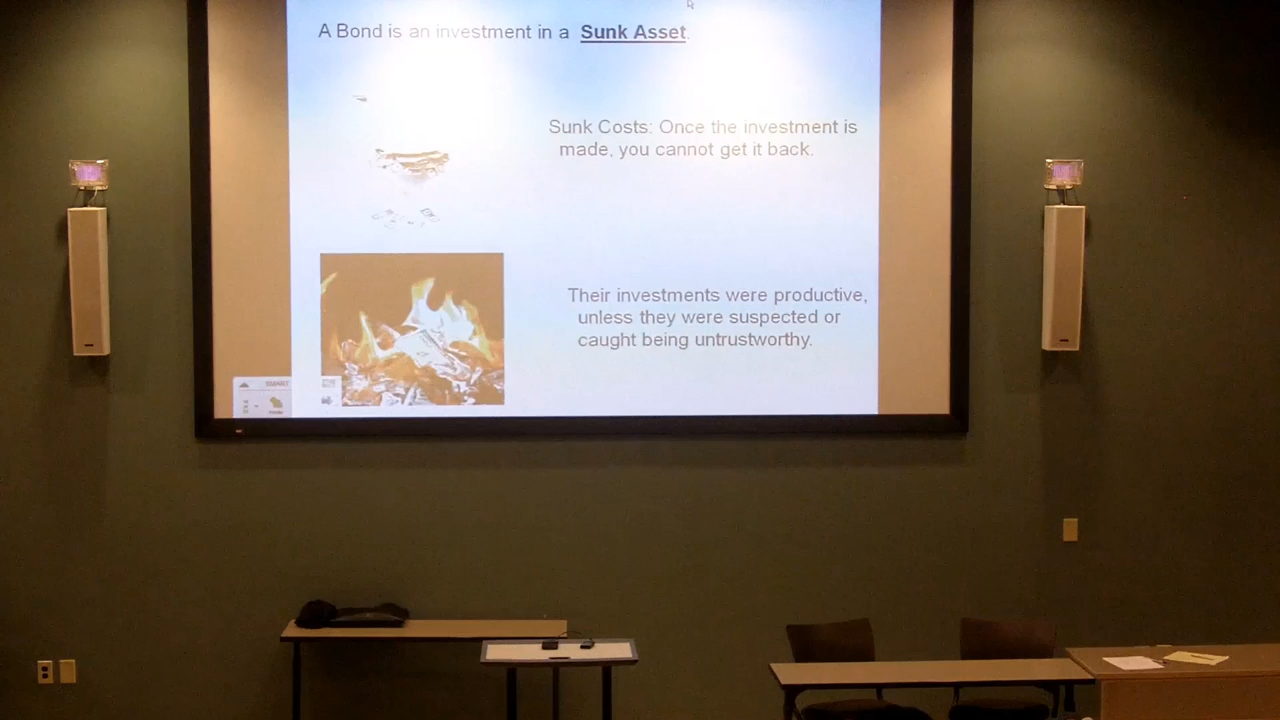 A Bond is an investment in a Sunk Asset.
Sunk Costs: Once the investment is
made, you cannot get it back.
Their investments were productive,
unless they were suspected or
caught being untrustworthy.
SMART